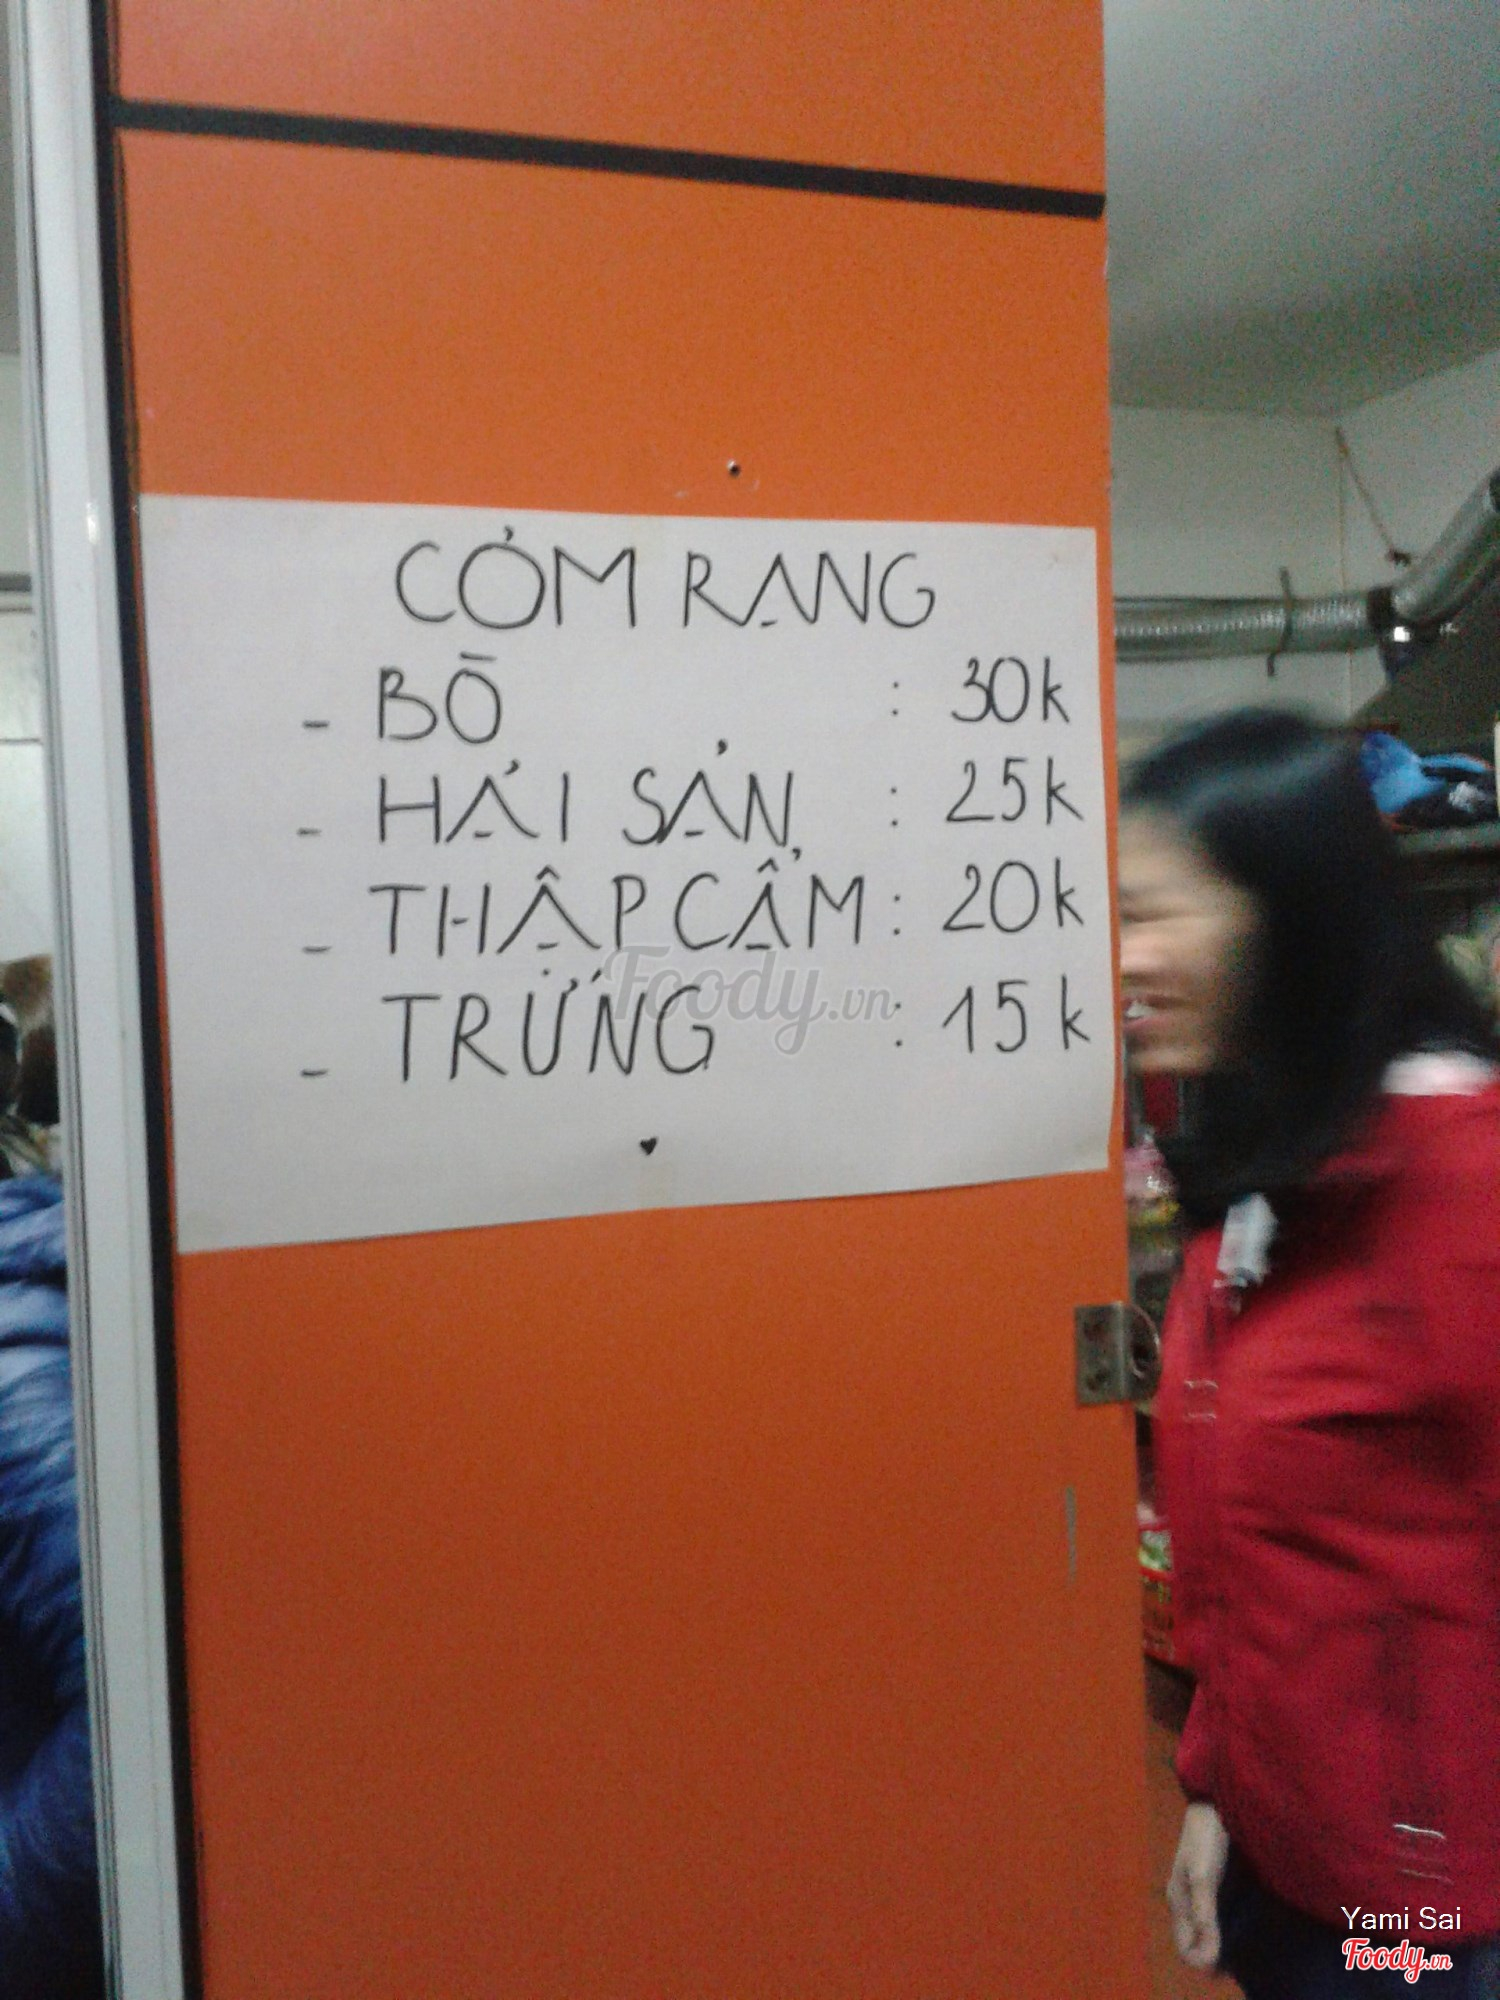 CƠM RANG
- BÒ : 30k
- HẢI SẢN : 25k
- THẬP CẨM : 20k
- TRỨNG : 15k
Foody.vn
Yami Sai
Foody.vn